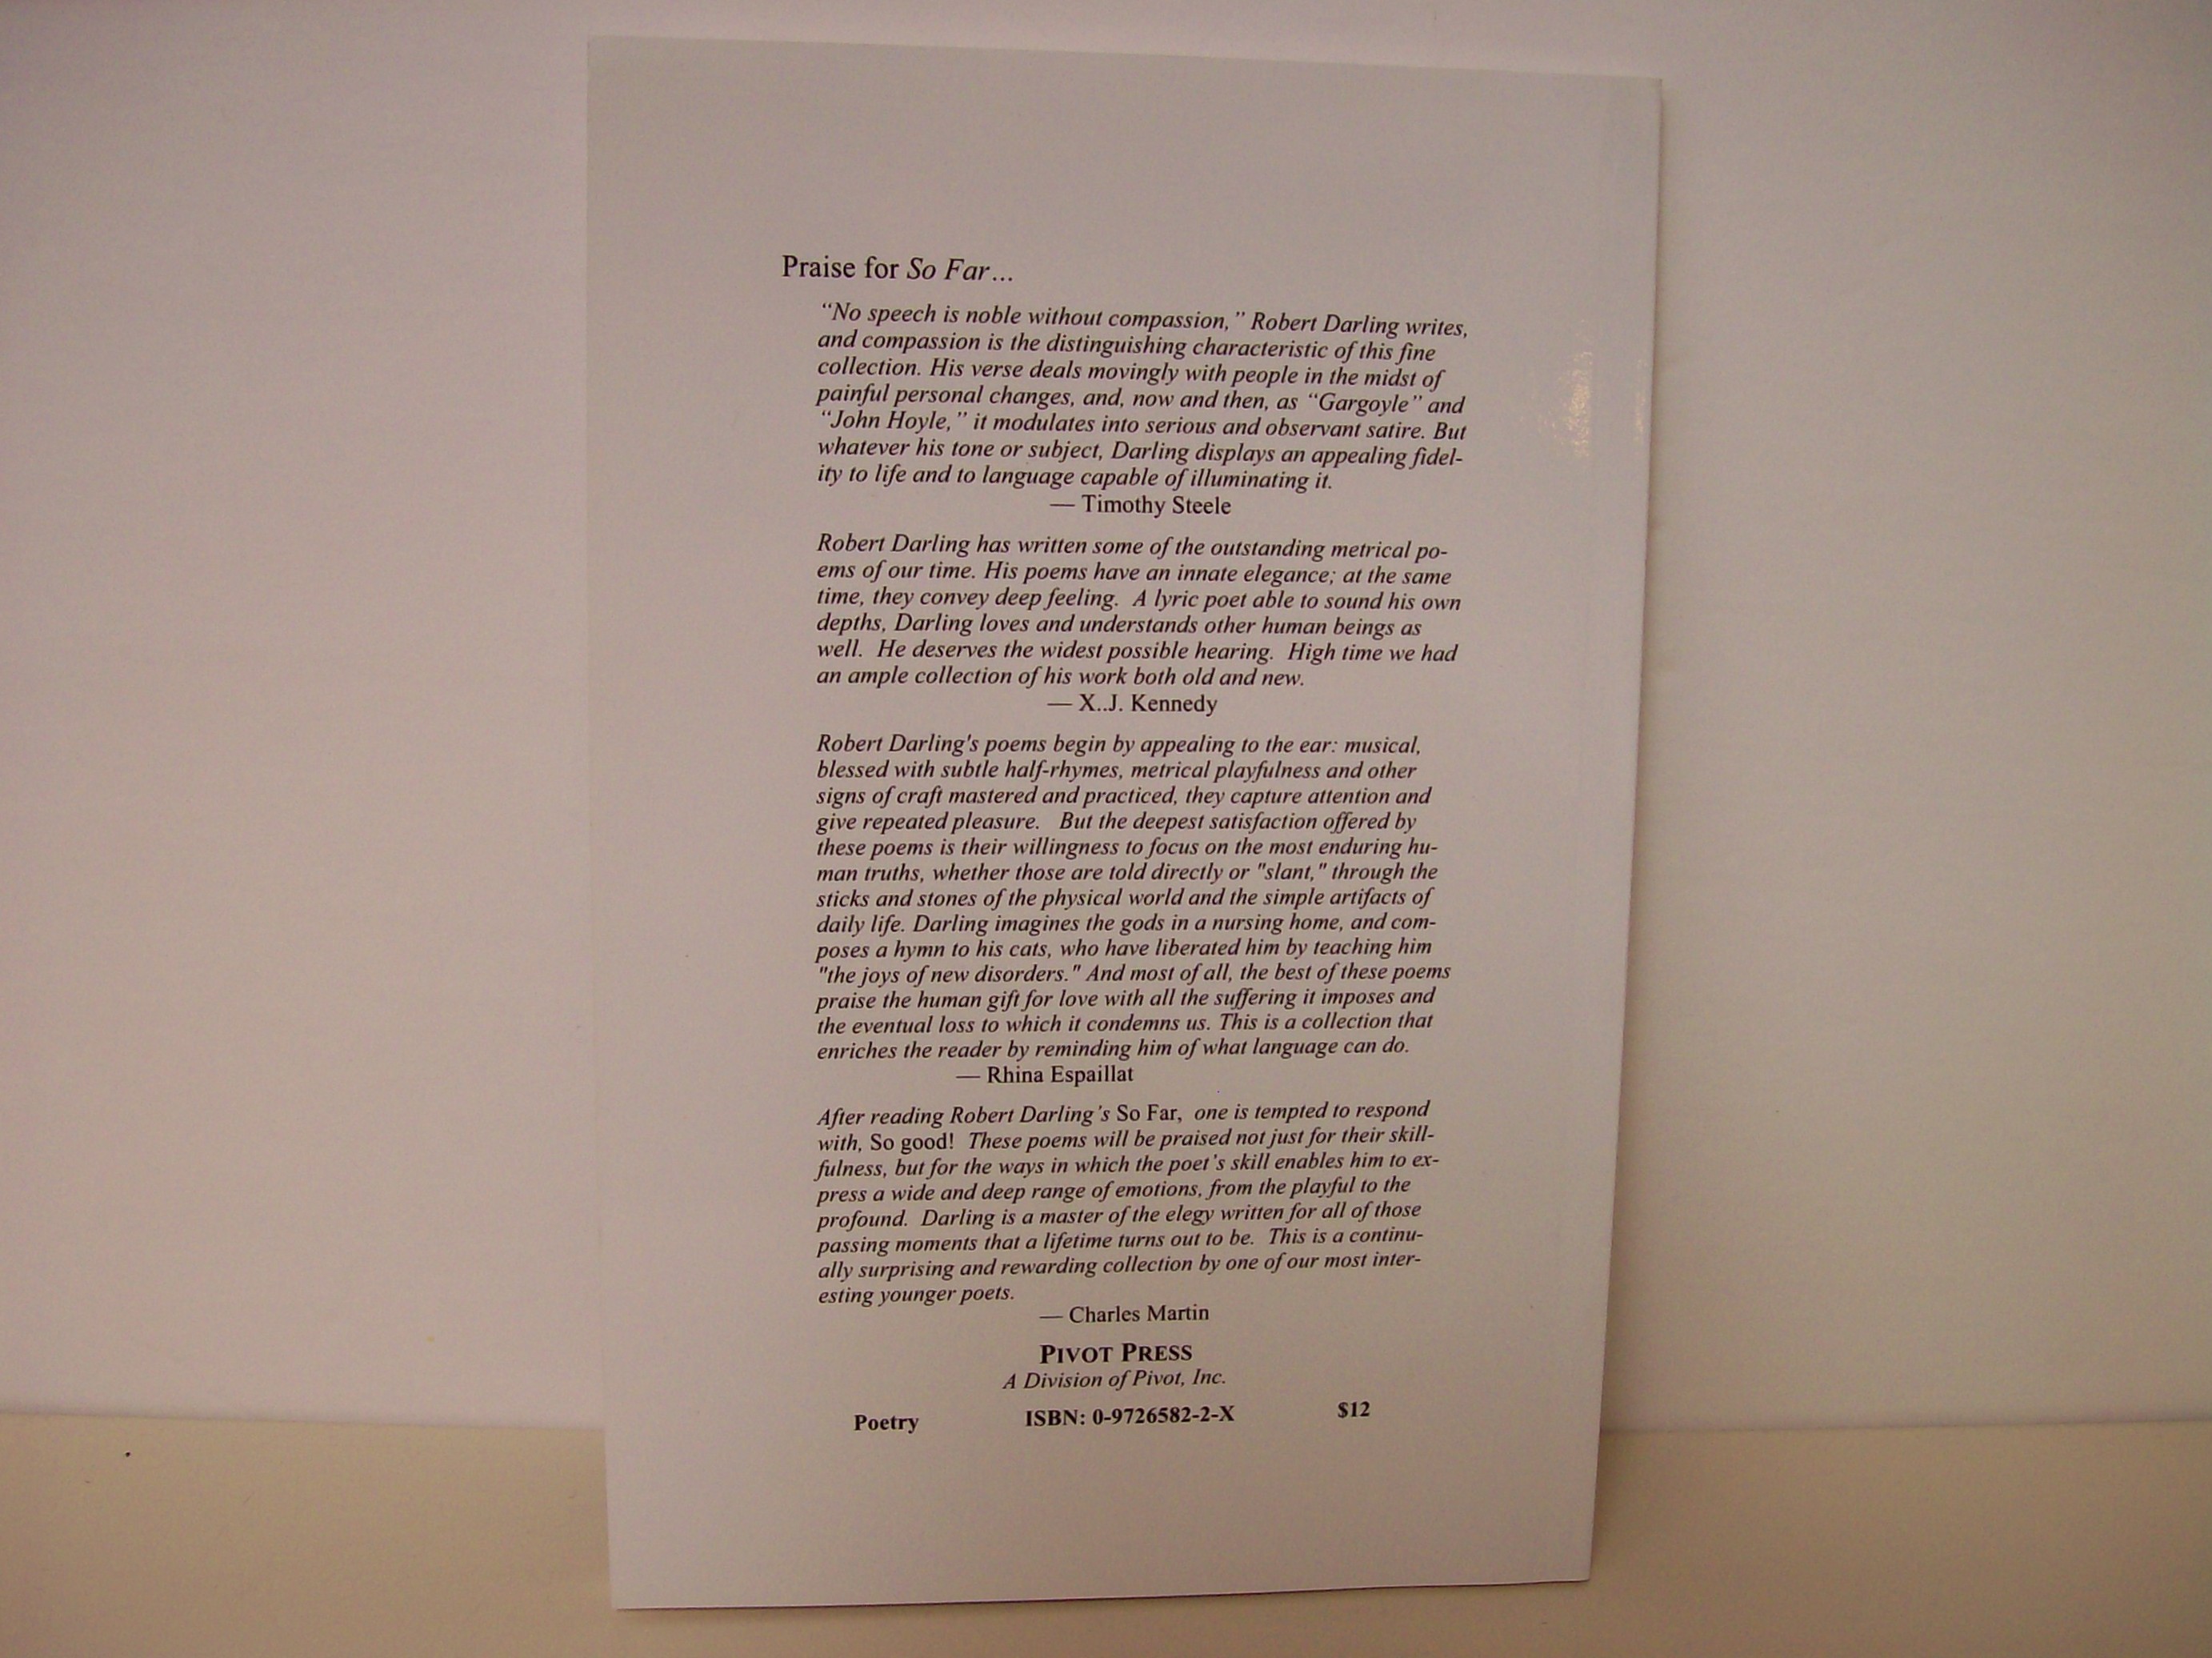 Praise for So Far...
“No speech is noble without compassion,” Robert Darling writes,
and compassion is the distinguishing characteristic of this fine
collection. His verse deals movingly with people in the midst of
painful personal changes, and, now and then, as “Gargoyle” and
“John Hoyle,” it modulates into serious and observant satire. But
whatever his tone or subject, Darling displays an appealing fidel-
ity to life and to language capable of illuminating it.
— Timothy Steele
Robert Darling has written some of the outstanding metrical po-
ems of our time. His poems have an innate elegance; at the same
time, they convey deep feeling. A lyric poet able to sound his own
depths, Darling loves and understands other human beings as
well. He deserves the widest possible hearing. High time we had
an ample collection of his work both old and new.
— X..J. Kennedy
Robert Darling's poems begin by appealing to the ear: musical,
blessed with subtle half-rhymes, metrical playfulness and other
signs of craft mastered and practiced, they capture attention and
give repeated pleasure. But the deepest satisfaction offered by
these poems is their willingness to focus on the most enduring hu-
man truths, whether those are told directly or "slant," through the
sticks and stones of the physical world and the simple artifacts of
daily life. Darling imagines the gods in a nursing home, and com-
poses a hymn to his cats, who have liberated him by teaching him
"the joys of new disorders." And most of all, the best of these poems
praise the human gift for love with all the suffering it imposes and
the eventual loss to which it condemns us. This is a collection that
enriches the reader by reminding him of what language can do.
— Rhina Espaillat
After reading Robert Darling’s So Far, one is tempted to respond
with, So good! These poems will be praised not just for their skill-
fulness, but for the ways in which the poet’s skill enables him to ex-
press a wide and deep range of emotions, from the playful to the
profound. Darling is a master of the elegy written for all of those
passing moments that a lifetime turns out to be. This is a continu-
ally surprising and rewarding collection by one of our most inter-
esting younger poets.
— Charles Martin
PIVOT PRESS
A Division of Pivot, Inc.
Poetry ISBN: 0-9726582-2-X $12